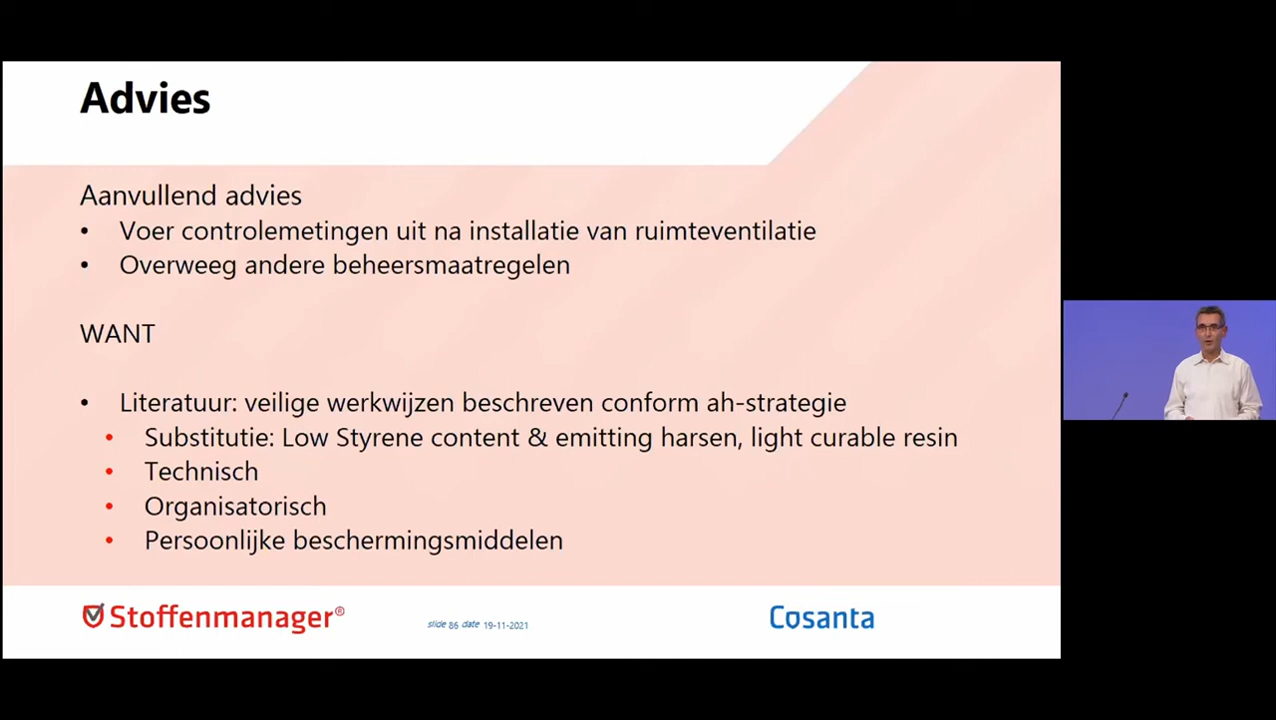 Advies
Aanvullend advies
• Voer controlemetingen uit na installatie van ruimteventilatie
• Overweeg andere beheersmaatregelen
WANT
• Literatuur: veilige werkwijzen beschreven conform ah-strategie
• Substitutie: Low Styrene content & emitting harsen, light curable resin
• Technisch
• Organisatorisch
• Persoonlijke beschermingsmiddelen
Stoffenmanager®
slide 86 date 19-11-2021
Cosanta